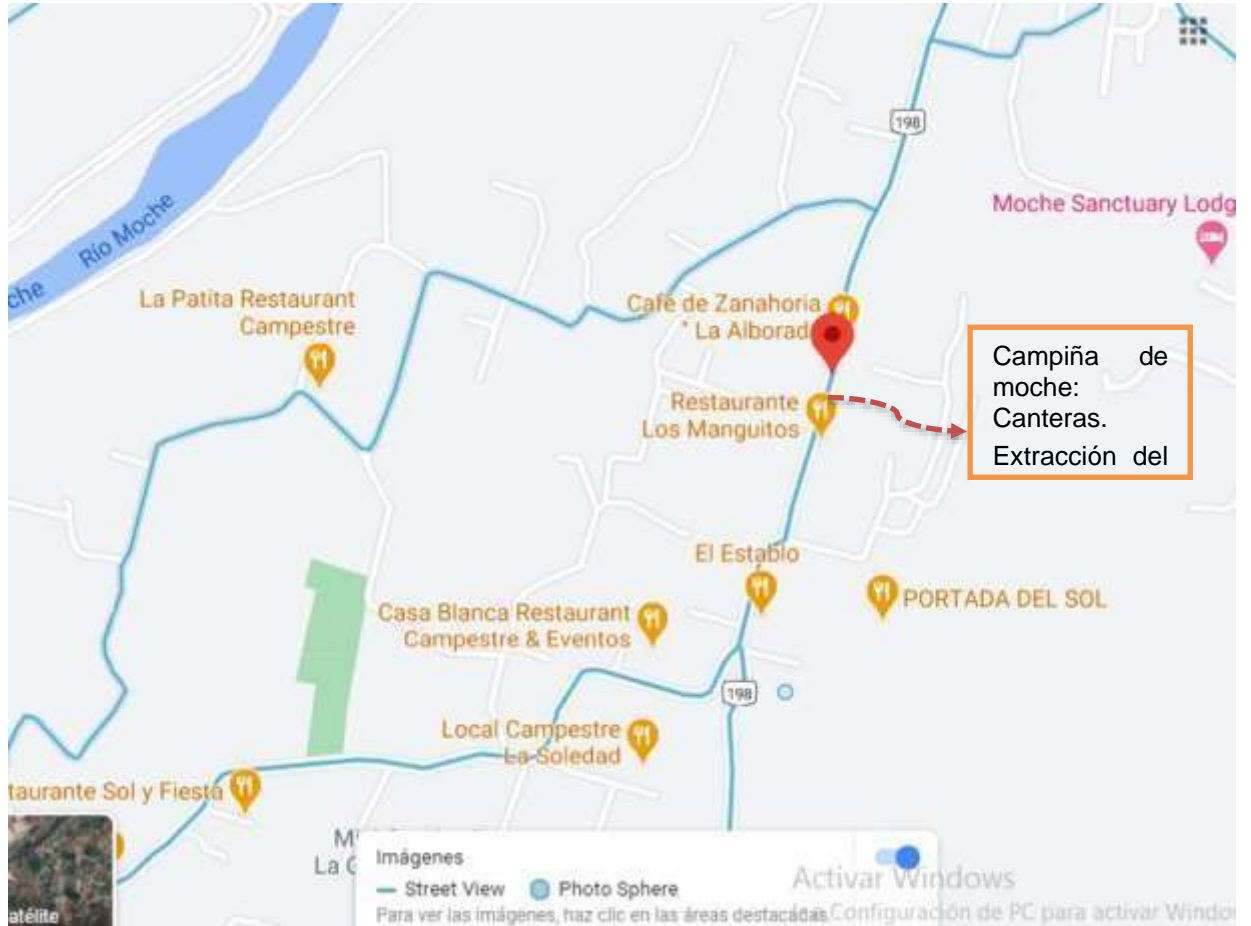 198
Moche Sanctuary Lodg
Río Moche
che
La Patita Restaurant
Campestre
Café de Zanahoria
La Alborad
Campiña de
moche:
Canteras.
Extracción del
Restaurante
Los Manguitos
El Establo
PORTADA DEL SOL
Casa Blanca Restaurant
Campestre & Eventos
198
Local Campestre
La Soledad
taurante Sol y Fiesta
M
La G
Imágenes
Street View Photo Sphere
Para ver las imágenes, haz clic en las áreas destacadas.
Activar Windows
Configuración de PC para activar Window
atélite